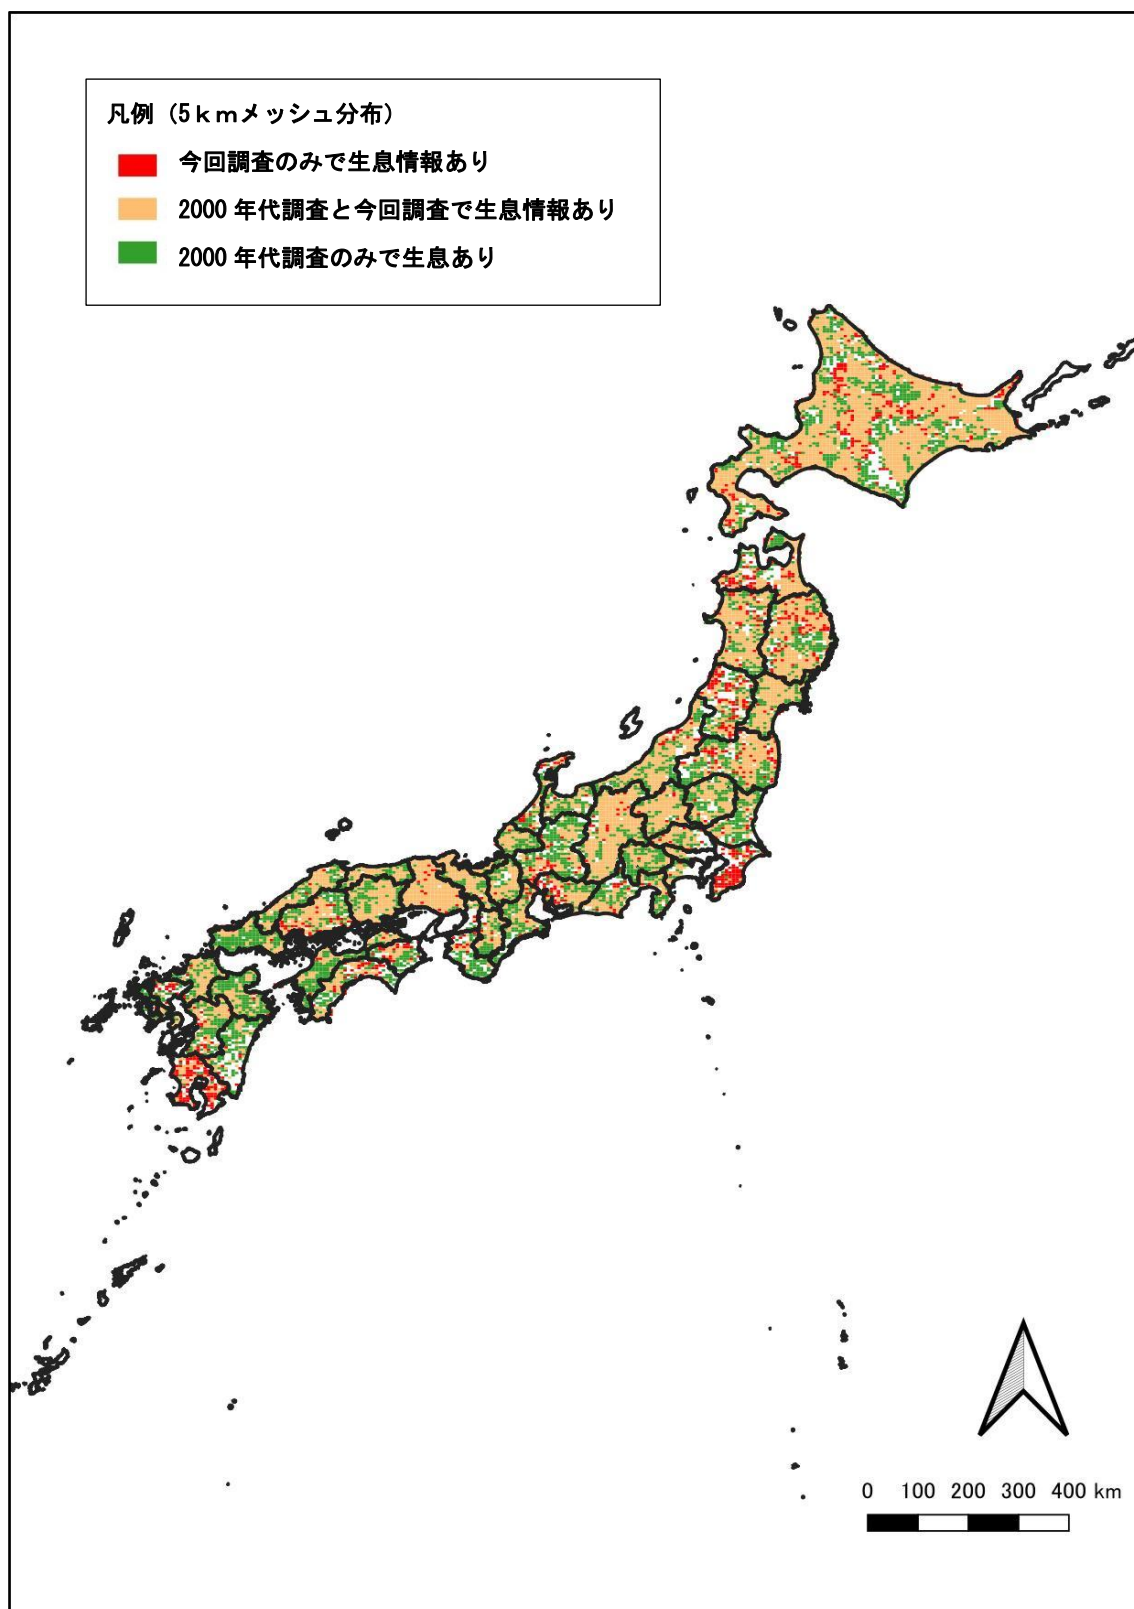 凡例（5ｋｍメッシュ分布）
今回調査のみで生息情報あり
2000 年代調査と今回調査で生息情報あり
2000 年代調査のみで生息あり
0 100 200 300 400 km